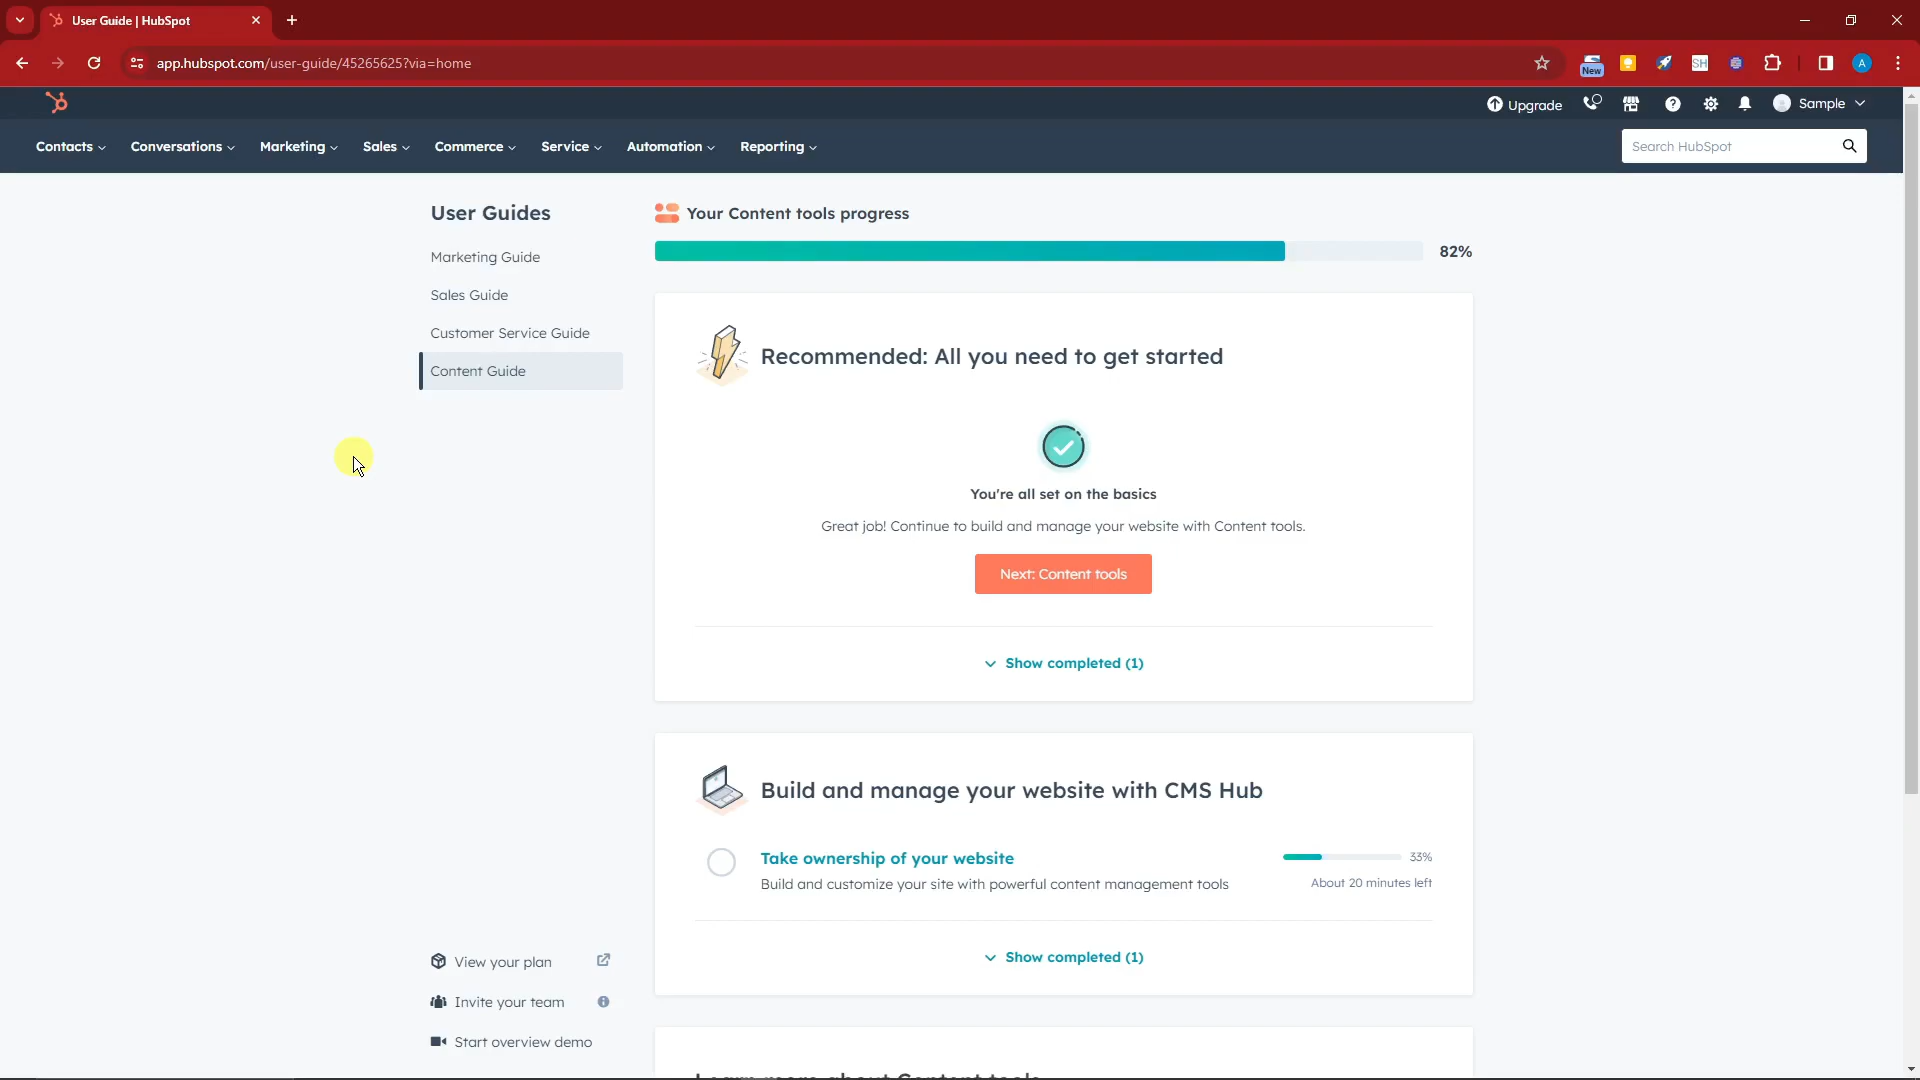 User Guide | HubSpot
app.hubspot.com/user-guide/45265625?via=home
New
SH
A
Upgrade
Sample
Contacts
Conversations
Marketing
Sales
Commerce
Service
Automation
Reporting
Search HubSpot
User Guides
Marketing Guide
Sales Guide
Customer Service Guide
Content Guide
Your Content tools progress
82%
Recommended: All you need to get started
You're all set on the basics
Great job! Continue to build and manage your website with Content tools.
Next: Content tools
Show completed (1)
Build and manage your website with CMS Hub
Take ownership of your website
33%
Build and customize your site with powerful content management tools
About 20 minutes left
Show completed (1)
View your plan
Invite your team
Start overview demo
Learn more about Content tools